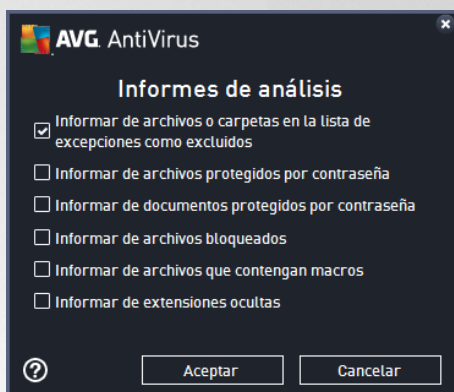 AVG AntiVirus
Informes de análisis
Informar de archivos o carpetas en la lista de
excepciones como excluidos
Informar de archivos protegidos por contraseña
Informar de documentos protegidos por contraseña
Informar de archivos bloqueados
Informar de archivos que contengan macros
Informar de extensiones ocultas
?
Aceptar
Cancelar